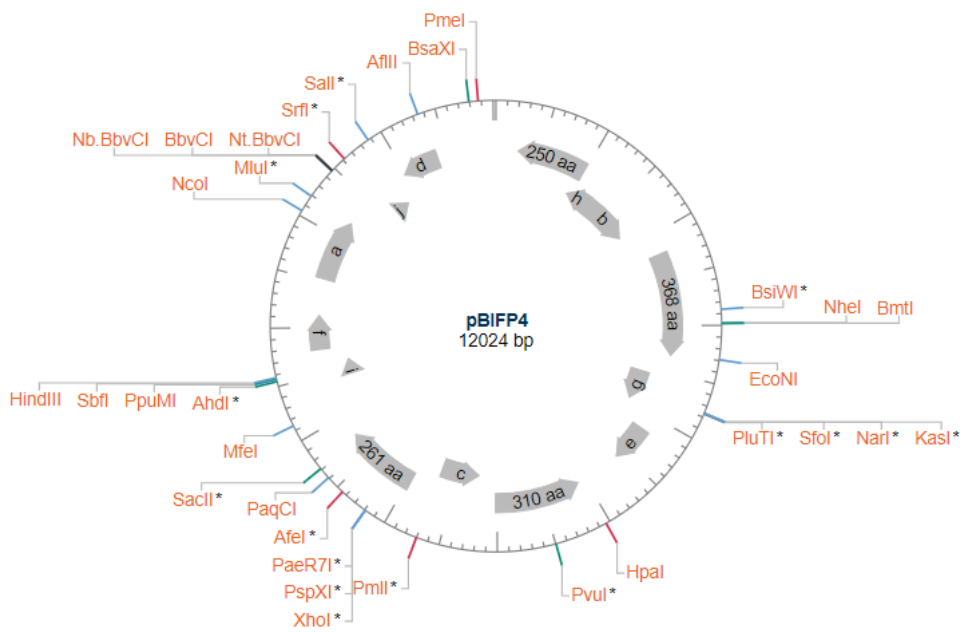 PmeI
BsaXI
AflII
SalI *
SrfI *
Nb.BbvCI BbvCI Nt.BbvCI
MluI *
NcoI
d
250 aa
h b
a
368 aa
BsiWI *
NheI BmtI
pBIFP4
12024 bp
f
i
EcoNI
HindIII SbfI PpuMI AhdI *
g
PluTI * SfoI * NarI * KasI *
MfeI
e
261 aa
c
310 aa
SacII *
PaqCI
AfeI *
PaeR7I *
PspXI *
XhoI *
PmlI *
HpaI
PvuI *